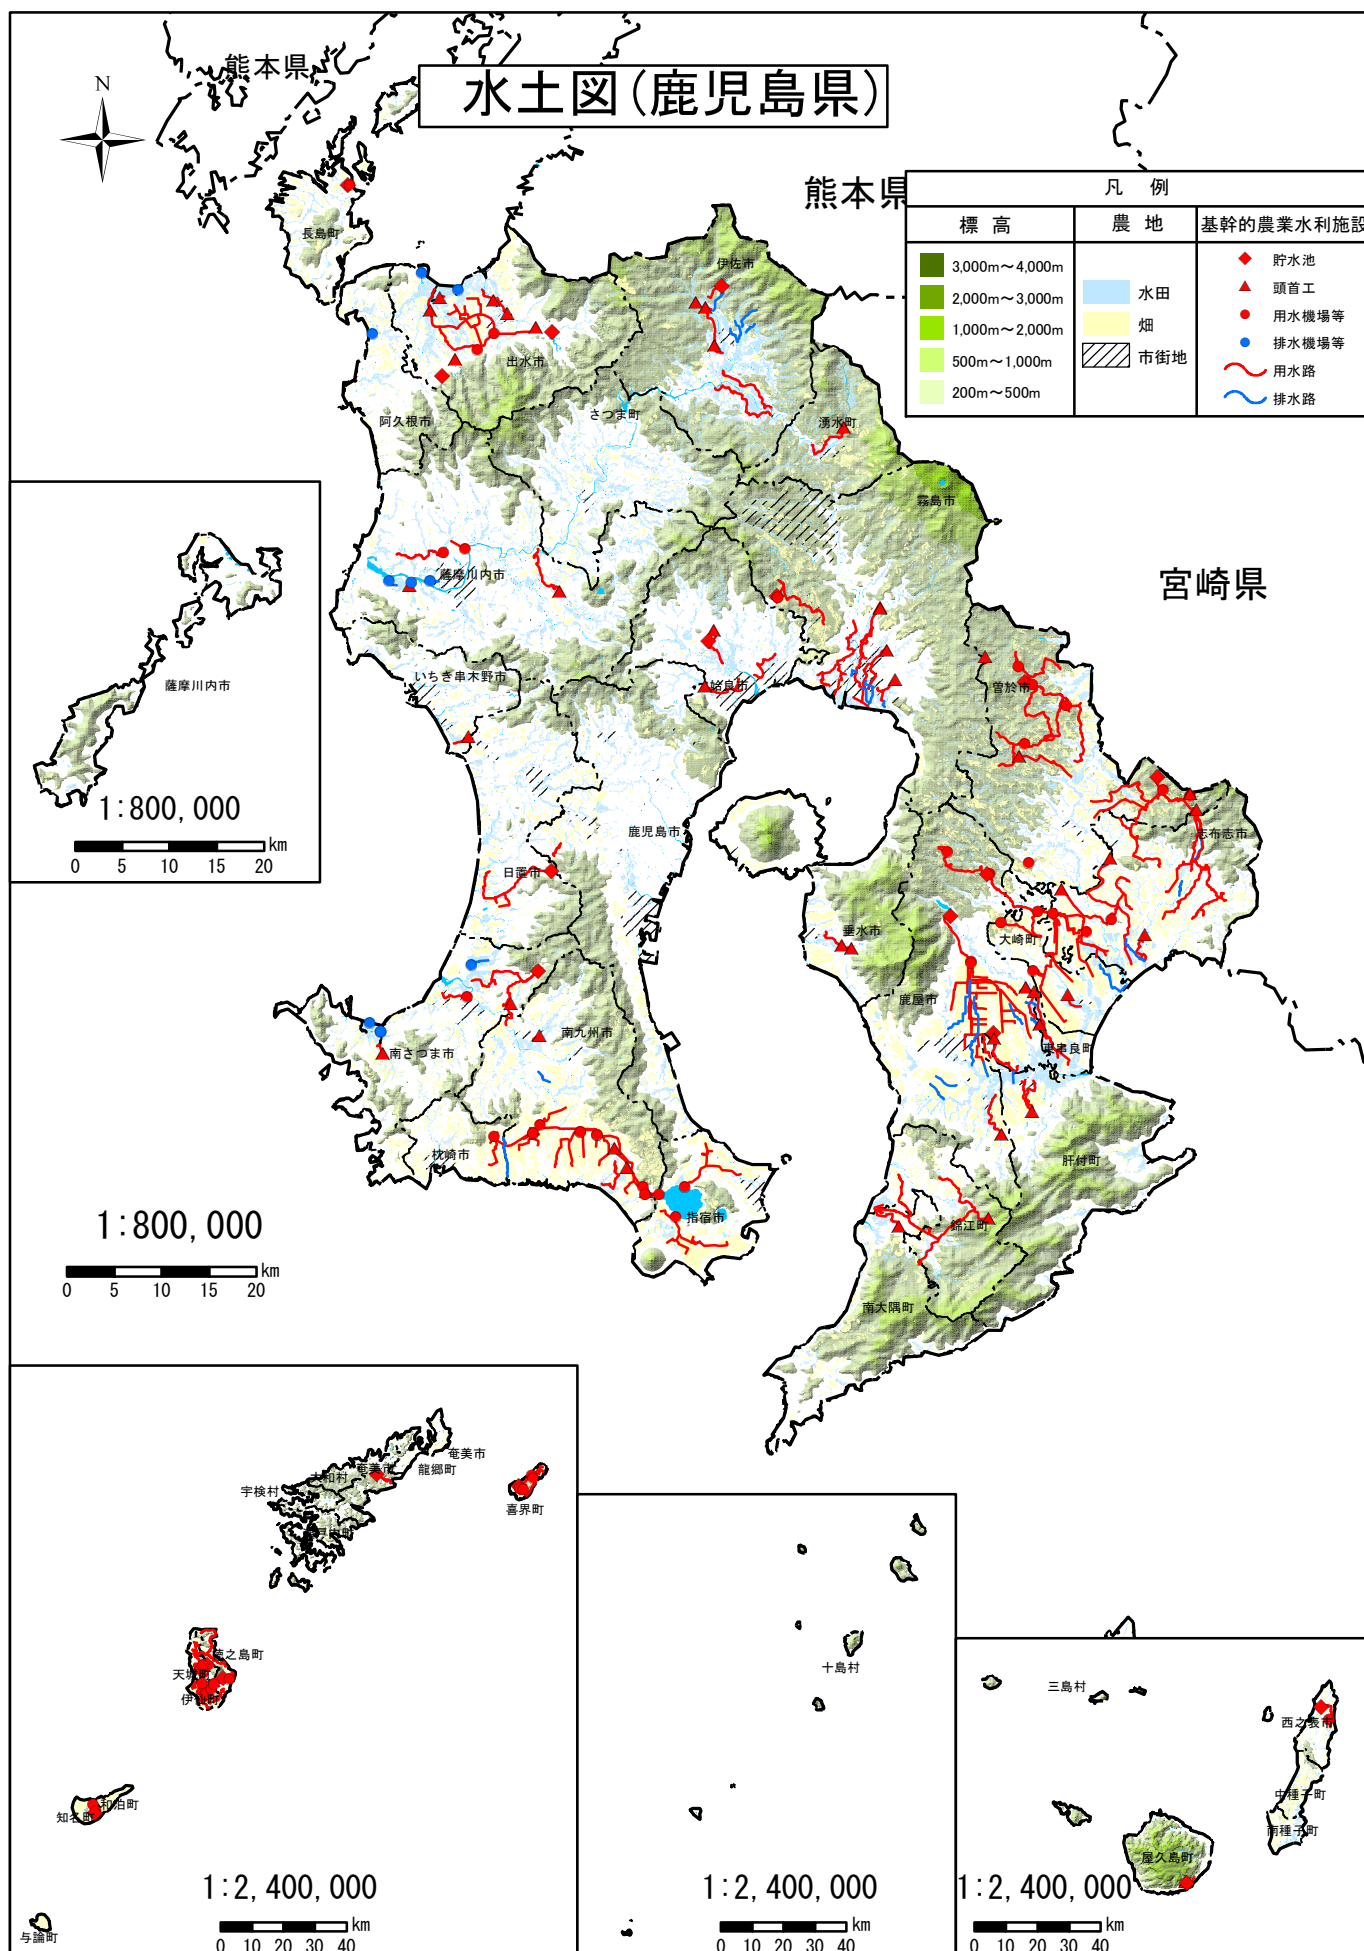 熊本県
N
水土図(鹿児島県)
熊本県
凡 例
標 高
農 地
基幹的農業水利施設
3,000m～4,000m
2,000m～3,000m
1,000m～2,000m
500m～1,000m
200m～500m
水田
畑
市街地
貯水池
頭首工
用水機場等
排水機場等
用水路
排水路
長島町
伊佐市
出水市
阿久根市
さつま町
湧水町
霧島市
薩摩川内市
宮崎県
薩摩川内市
いちき串木野市
姶良市
曽於市
1:800,000
0 5 10 15 20 km
鹿児島市
志布志市
日置市
垂水市
大崎町
鹿屋市
南九州市
南さつま市
東串良町
枕崎市
肝付町
指宿市
錦江町
南大隅町
1:800,000
0 5 10 15 20 km
奄美市
龍郷町
奄美市
大和村
宇検村
喜界町
徳之島町
天城町
伊仙町
和泊町
知名町
与論町
1:2,400,000
0 10 20 30 40 km
十島村
1:2,400,000
0 10 20 30 40 km
三島村
西之表市
中種子町
南種子町
屋久島町
1:2,400,000
0 10 20 30 40 km